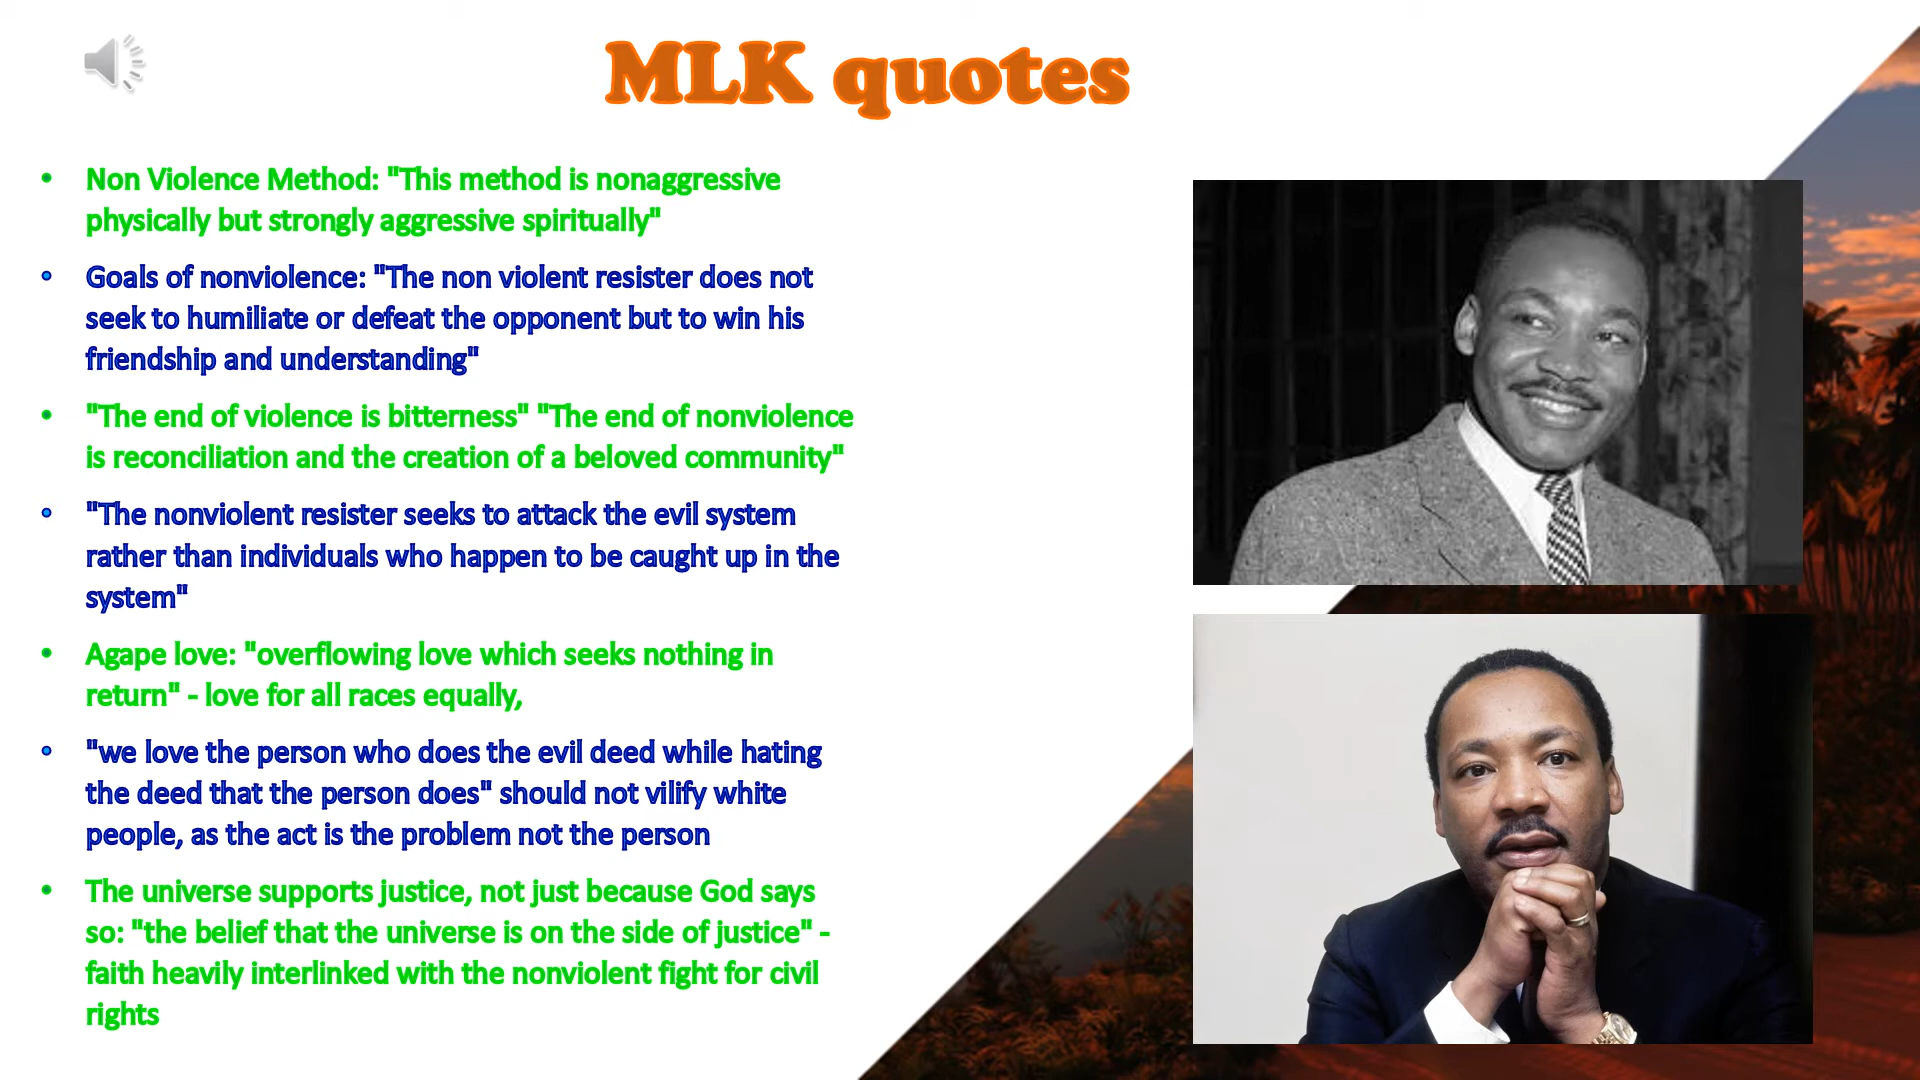 MLK quotes
• Non Violence Method: "This method is nonaggressive
physically but strongly aggressive spiritually"
• Goals of nonviolence: "The non violent resister does not
seek to humiliate or defeat the opponent but to win his
friendship and understanding"
• "The end of violence is bitterness" "The end of nonviolence
is reconciliation and the creation of a beloved community"
• "The nonviolent resister seeks to attack the evil system
rather than individuals who happen to be caught up in the
system"
• Agape love: "overflowing love which seeks nothing in
return" - love for all races equally,
• "we love the person who does the evil deed while hating
the deed that the person does" should not vilify white
people, as the act is the problem not the person
• The universe supports justice, not just because God says
so: "the belief that the universe is on the side of justice" -
faith heavily interlinked with the nonviolent fight for civil
rights